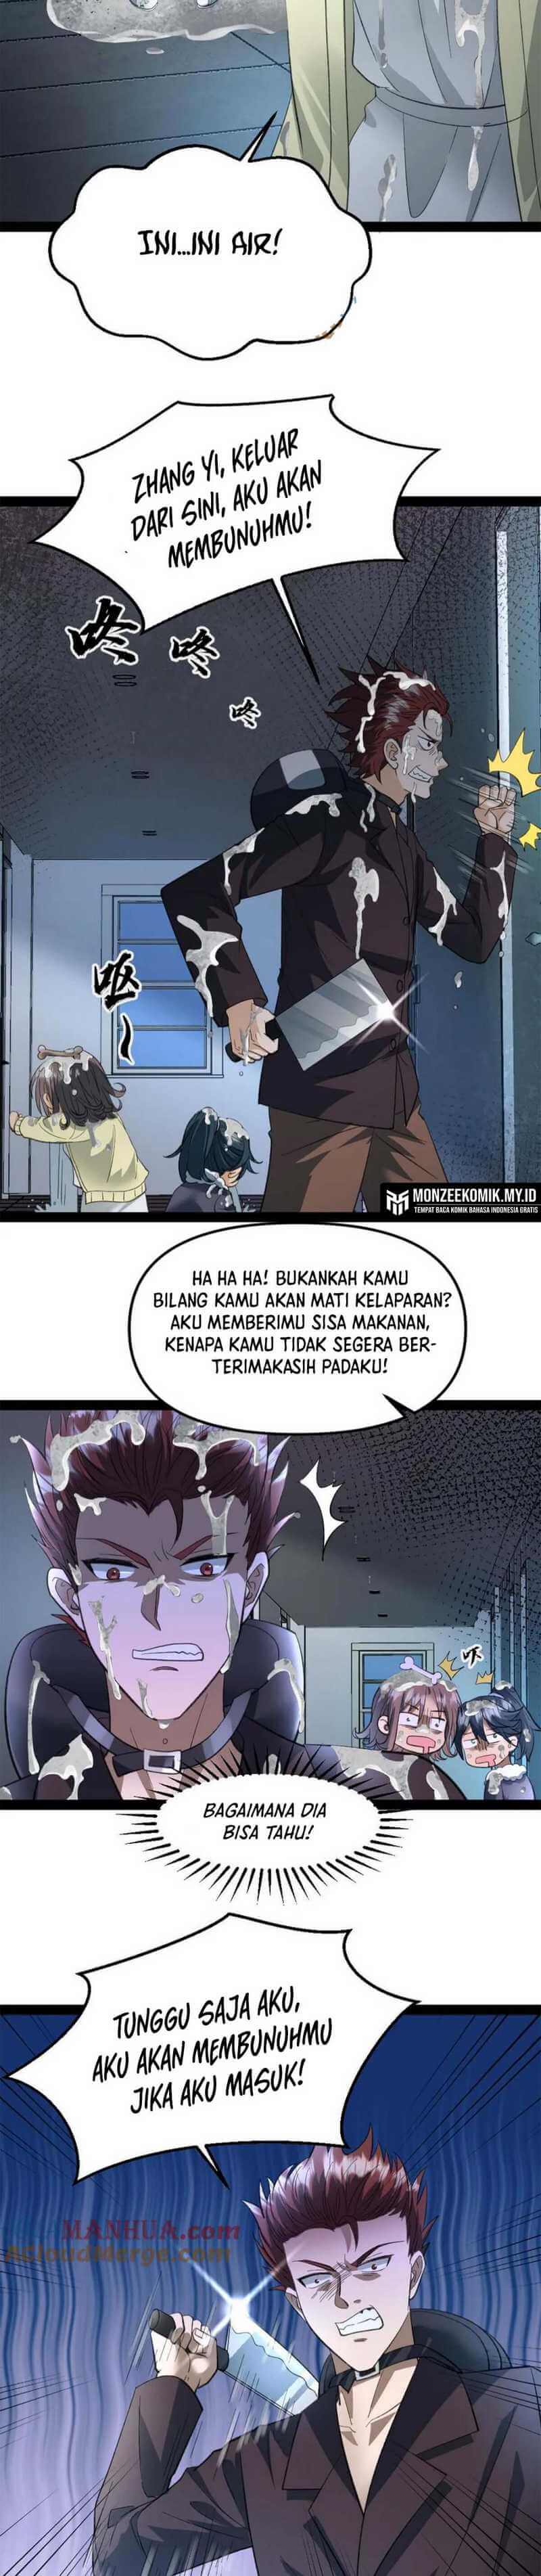 INI...INI AIR!
ZHANG YI, KELUAR
DARI SINI, AKU AKAN
MEMBUNUHMU!
咚
咚
咚
呕
MONZEEKOMIK.MY.ID
TEMPAT BACA KOMIK BAHASA INDONESIA GRATIS
HA HA HA! BUKANKAH KAMU
BILANG KAMU AKAN MATI KELAPARAN?
AKU MEMBERIMU SISA MAKANAN,
KENAPA KAMU TIDAK SEGERA BER-
TERIMAKASIH PADAKU!
BAGAIMANA DIA
BISA TAHU!
TUNGGU SAJA AKU,
AKU AKAN MEMBUNUHMU
JIKA AKU MASUK!
MANHUA.com
ACloudMerge.com